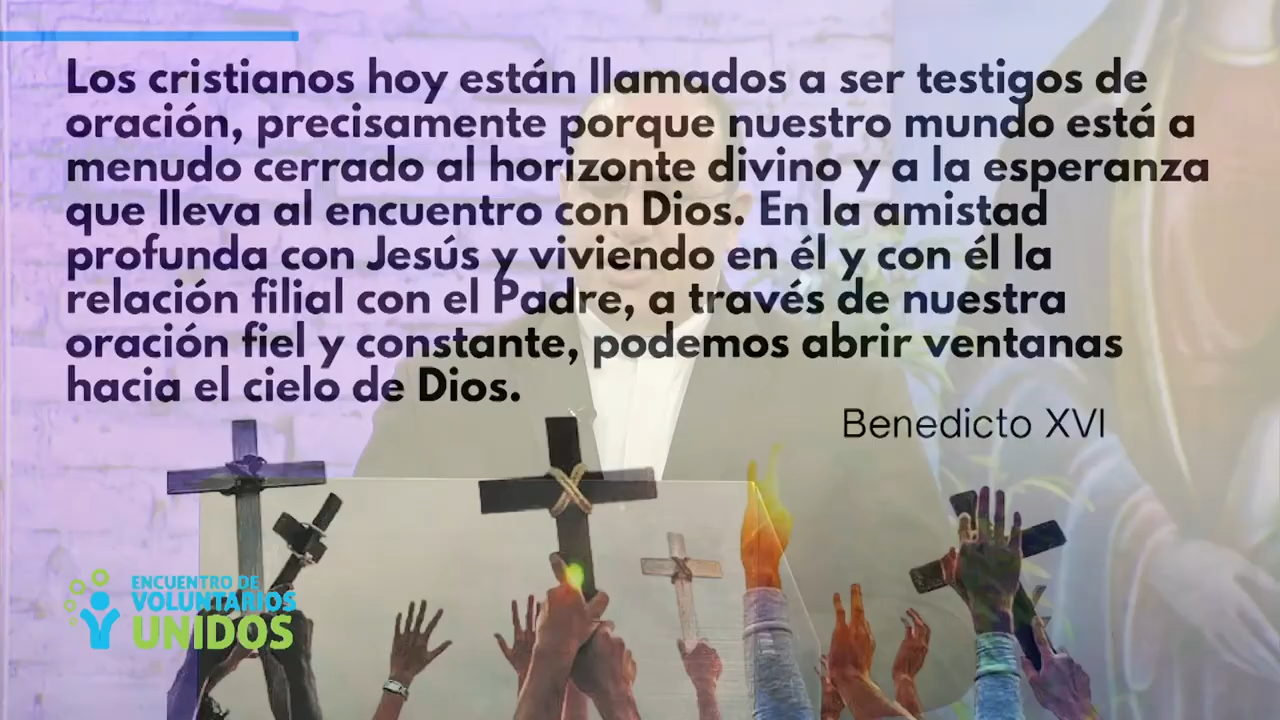 Los cristianos hoy están llamados a ser testigos de
oración, precisamente porque nuestro mundo está a
menudo cerrado al horizonte divino y a la esperanza
que lleva al encuentro con Dios. En la amistad
profunda con Jesús y viviendo en él y con él la
relación filial con el Padre, a través de nuestra
oración fiel y constante, podemos abrir ventanas
hacia el cielo de Dios.
Benedicto XVI
ENCUENTRO DE
VOLUNTARIOS
UNIDOS